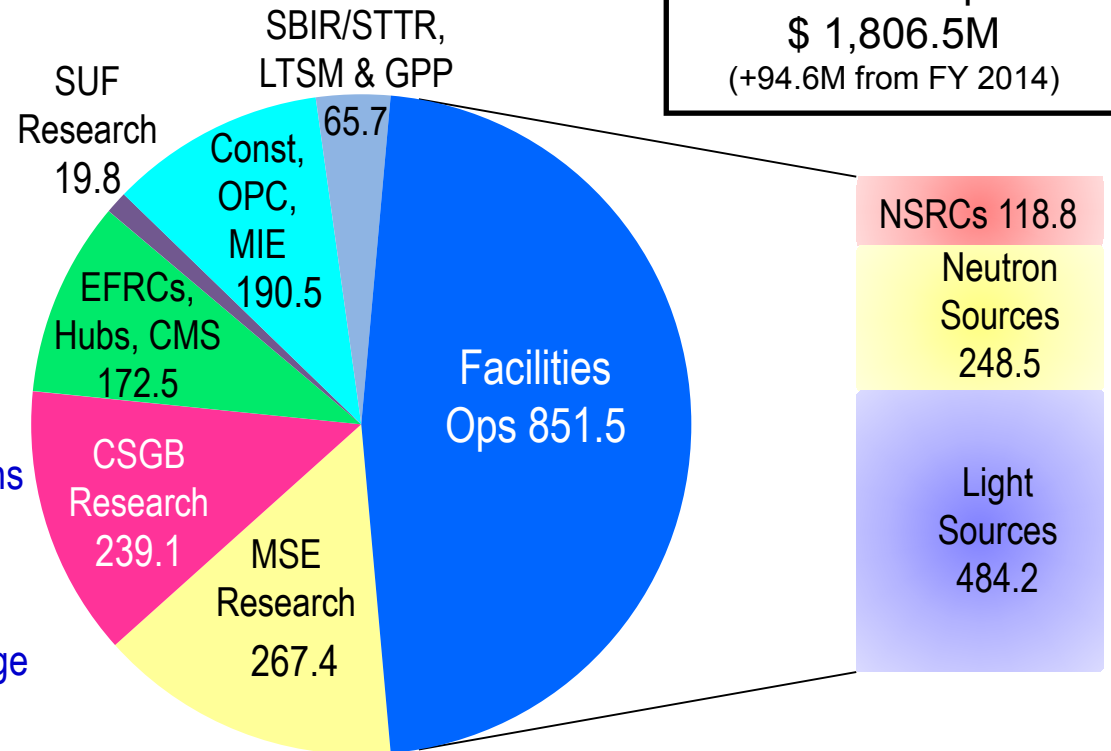 SBIR/STTR,
LTSM & GPP
65.7
$ 1,806.5M
(+94.6M from FY 2014)
SUF
Research
19.8
Const,
OPC,
MIE
190.5
EFRCs,
Hubs, CMS
172.5
CSGB
Research
239.1
MSE
Research
267.4
Facilities
Ops 851.5
NSRCs 118.8
Neutron
Sources
248.5
Light
Sources
484.2